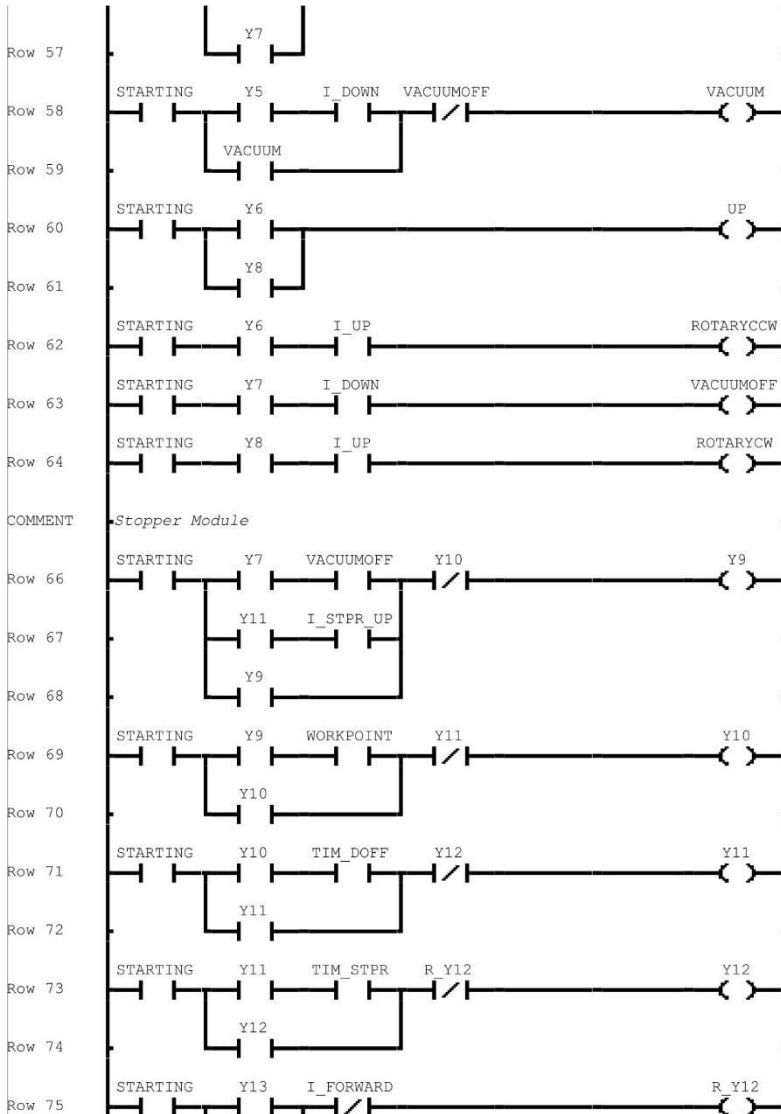 Y7
Row 57
STARTING Y5 I_DOWN VACUUMOFF VACUUM
Row 58
VACUUM
Row 59
STARTING Y6 UP
Row 60
Y8
Row 61
STARTING Y6 I_UP ROTARYCCW
Row 62
STARTING Y7 I_DOWN VACUUMOFF
Row 63
STARTING Y8 I_UP ROTARYCW
Row 64
COMMENT Stopper Module
STARTING Y7 VACUUMOFF Y10 Y9
Row 66
Y11 I_STPR_UP
Row 67
Y9
Row 68
STARTING Y9 WORKPOINT Y11 Y10
Row 69
Y10
Row 70
STARTING Y10 TIM_DOFF Y12 Y11
Row 71
Y11
Row 72
STARTING Y11 TIM_STPR R_Y12 Y12
Row 73
Y12
Row 74
STARTING Y13 I_FORWARD R_Y12
Row 75